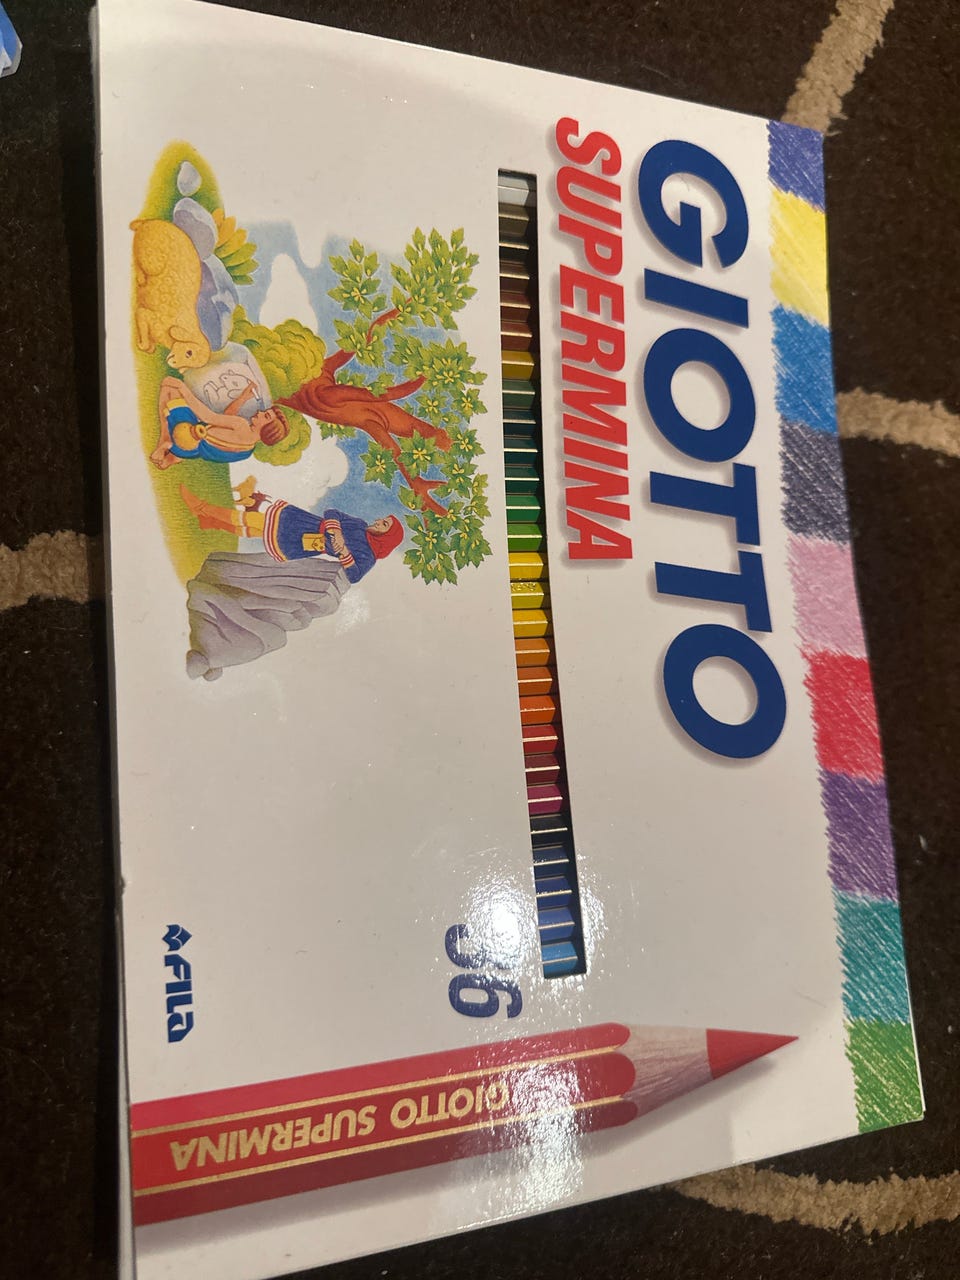 GIOTTO
SUPERMINA
36
GIOTTO SUPERMINA
FILA